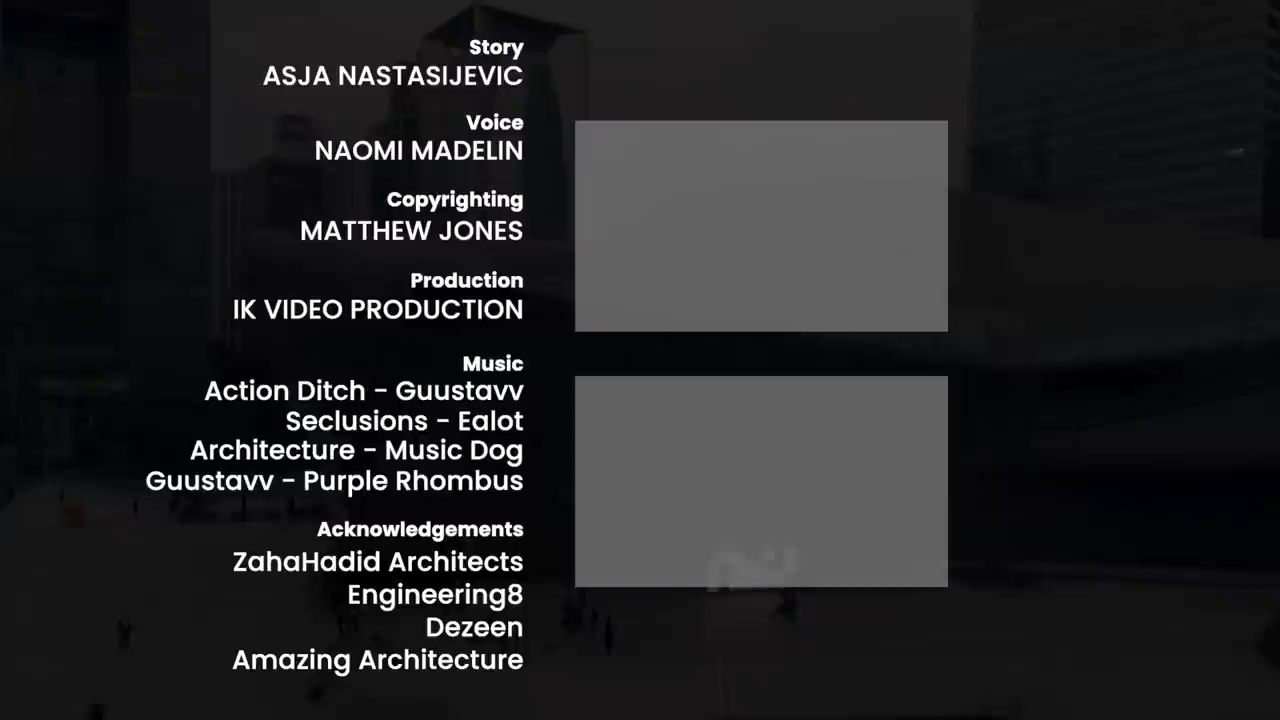 Story
ASJA NASTASIJEVIC
Voice
NAOMI MADELIN
Copyrighting
MATTHEW JONES
Production
IK VIDEO PRODUCTION
Music
Action Ditch - Guustavv
Seclusions - Ealot
Architecture - Music Dog
Guustavv - Purple Rhombus
Acknowledgements
ZahaHadid Architects
Engineering8
Dezeen
Amazing Architecture